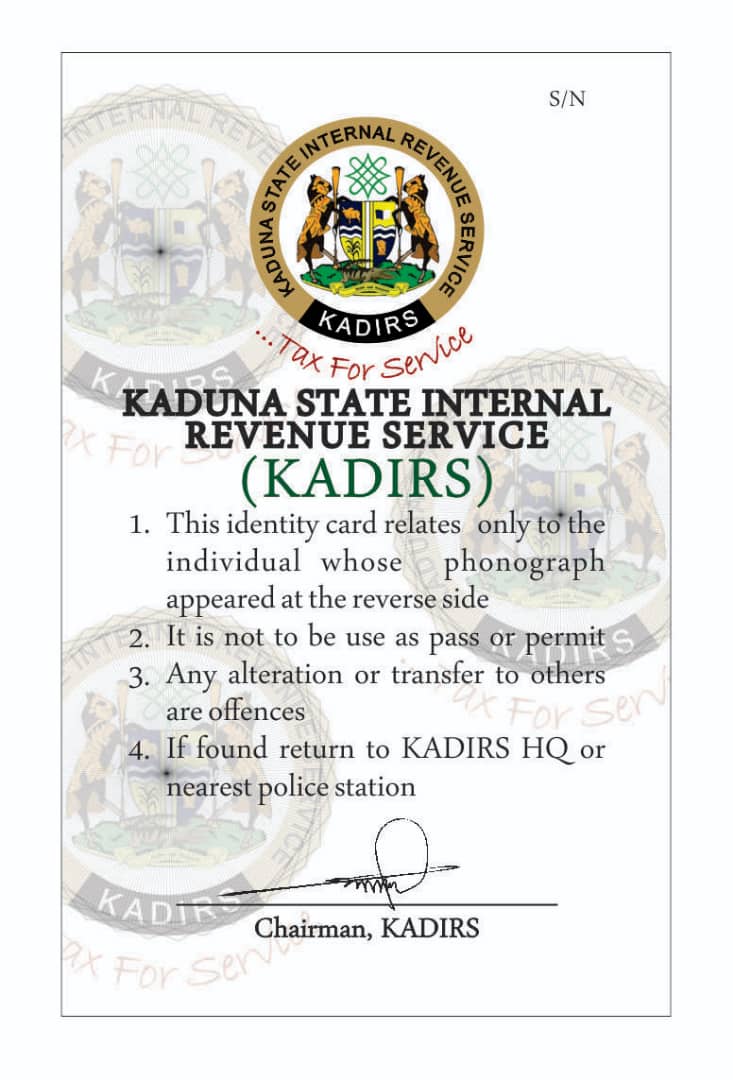 S/N
KADUNA STATE INTERNAL REVENUE SERVICE
KADIRS
...Tax For Service
KADUNA STATE INTERNAL
REVENUE SERVICE
(KADIRS)
1. This identity card relates only to the
individual whose phonograph
appeared at the reverse side
2. It is not to be use as pass or permit
3. Any alteration or transfer to others
are offences
4. If found return to KADIRS HQ or
nearest police station
Chairman, KADIRS